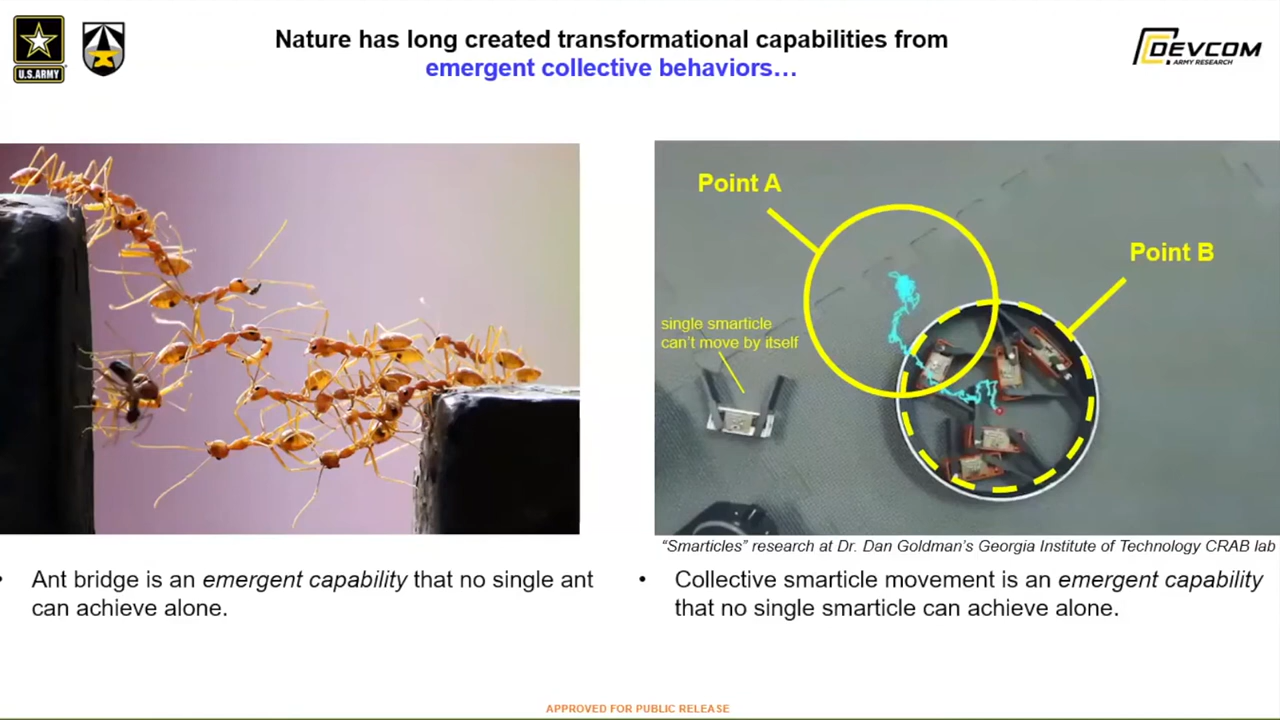 U.S.ARMY
Nature has long created transformational capabilities from
emergent collective behaviors…
DEVCOM
ARMY RESEARCH
Point A
Point B
single smarticle
can't move by itself
“Smarticles” research at Dr. Dan Goldman's Georgia Institute of Technology CRAB lab
• Ant bridge is an emergent capability that no single ant
can achieve alone.
• Collective smarticle movement is an emergent capability
that no single smarticle can achieve alone.
APPROVED FOR PUBLIC RELEASE